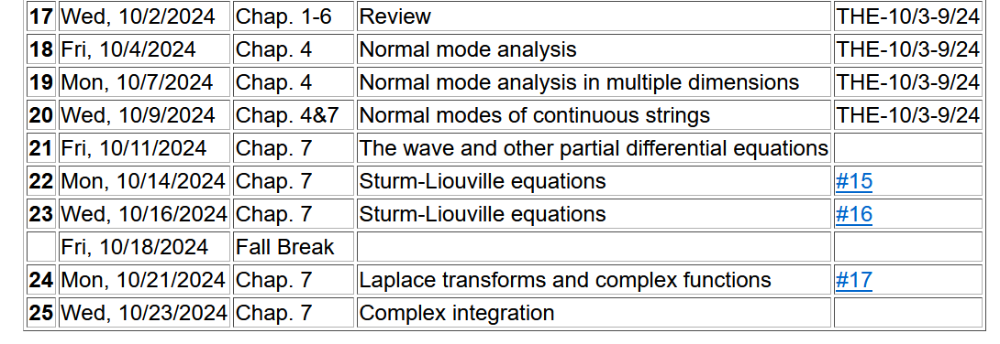 17 Wed, 10/2/2024 Chap. 1-6 Review THE-10/3-9/24
18 Fri, 10/4/2024 Chap. 4 Normal mode analysis THE-10/3-9/24
19 Mon, 10/7/2024 Chap. 4 Normal mode analysis in multiple dimensions THE-10/3-9/24
20 Wed, 10/9/2024 Chap. 4&7 Normal modes of continuous strings THE-10/3-9/24
21 Fri, 10/11/2024 Chap. 7 The wave and other partial differential equations
22 Mon, 10/14/2024 Chap. 7 Sturm-Liouville equations #15
23 Wed, 10/16/2024 Chap. 7 Sturm-Liouville equations #16
Fri, 10/18/2024 Fall Break
24 Mon, 10/21/2024 Chap. 7 Laplace transforms and complex functions #17
25 Wed, 10/23/2024 Chap. 7 Complex integration